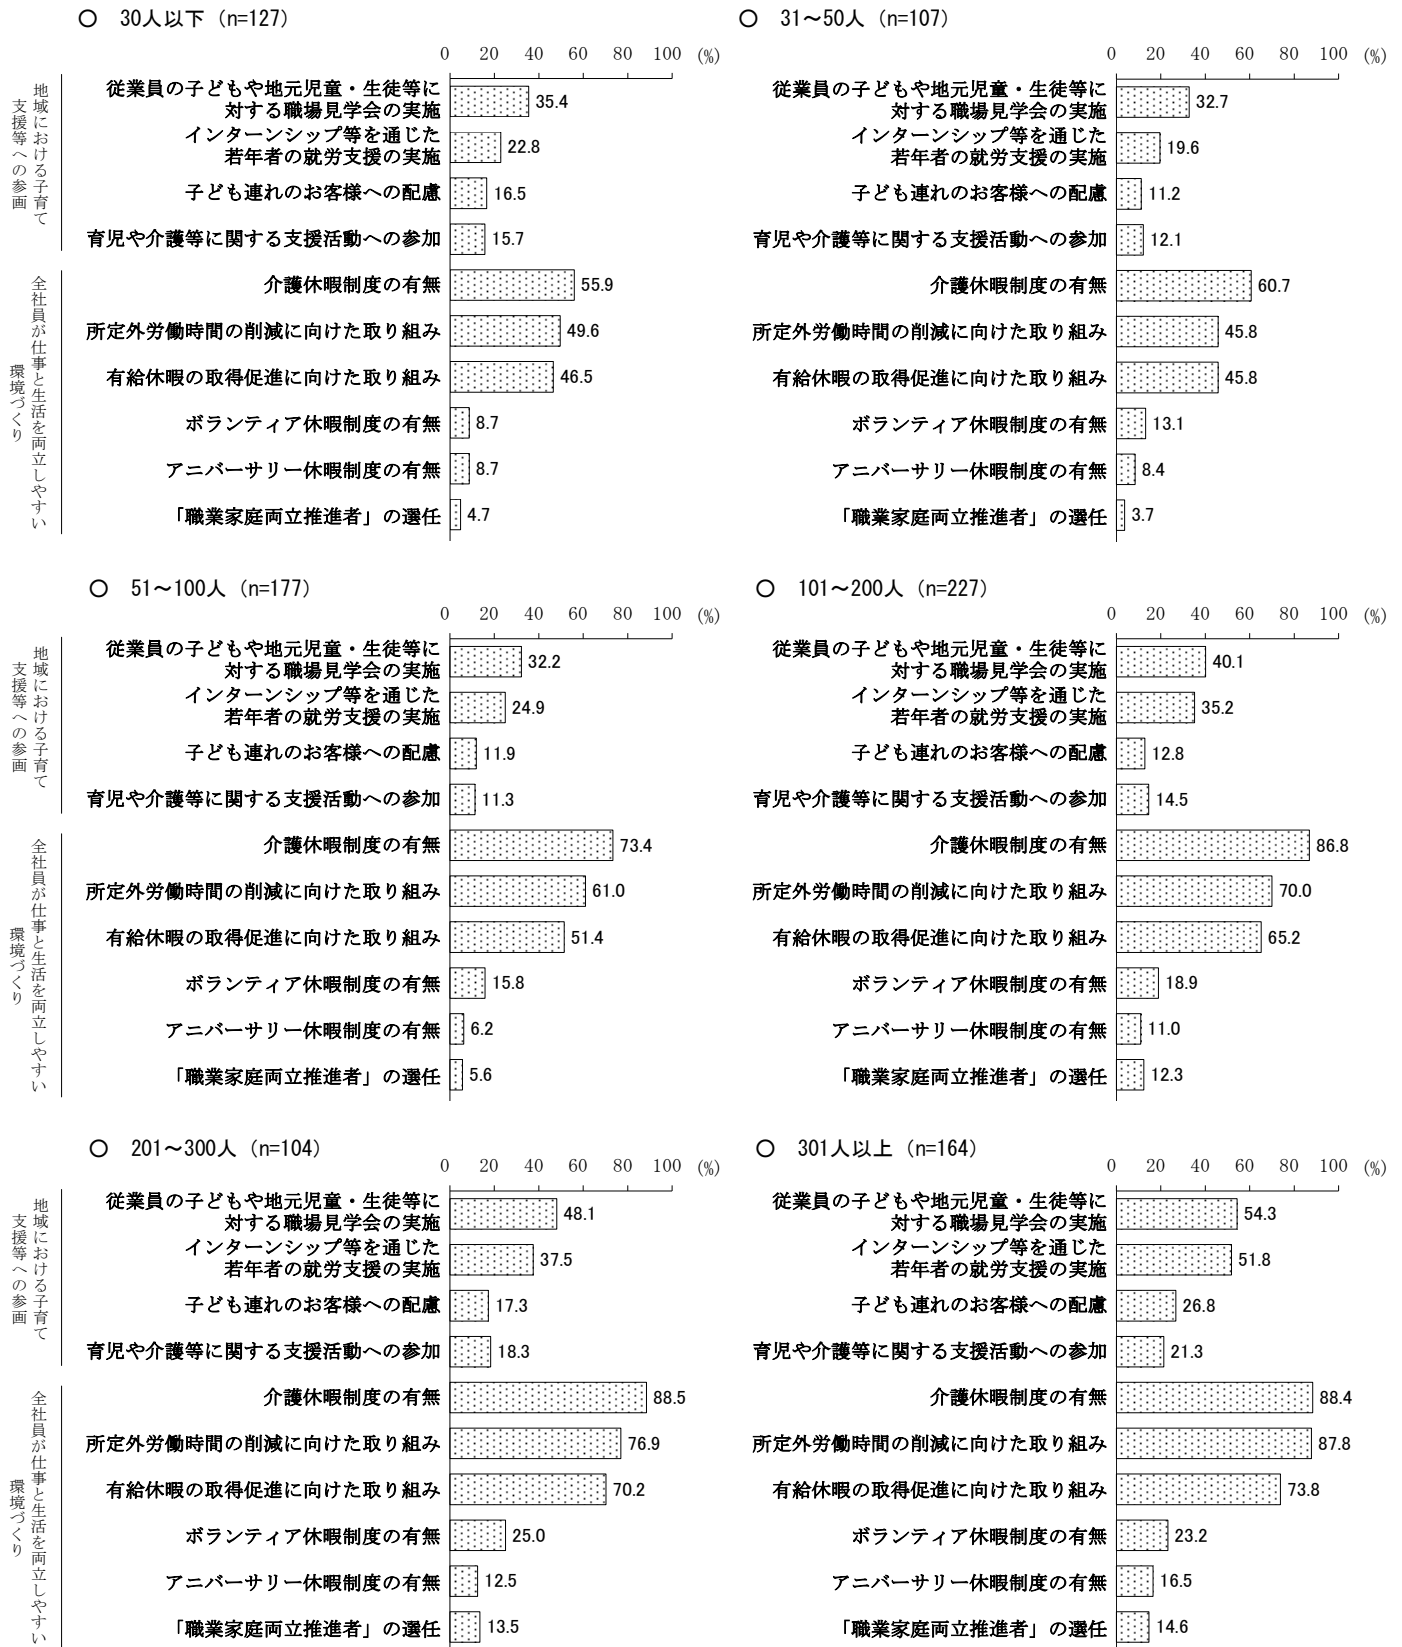 ○　30人以下（n=127）
0 20 40 60 80 100 (%)
地域における子育て
支援等への参画
従業員の子どもや地元児童・生徒等に
対する職場見学会の実施
35.4
インターンシップ等を通じた
若年者の就労支援の実施
22.8
子ども連れのお客様への配慮
16.5
育児や介護等に関する支援活動への参加
15.7
全社員が仕事と生活を両立しやすい
環境づくり
介護休暇制度の有無
55.9
所定外労働時間の削減に向けた取り組み
49.6
有給休暇の取得促進に向けた取り組み
46.5
ボランティア休暇制度の有無
8.7
アニバーサリー休暇制度の有無
8.7
「職業家庭両立推進者」の選任
4.7
○　31～50人（n=107）
0 20 40 60 80 100 (%)
従業員の子どもや地元児童・生徒等に
対する職場見学会の実施
32.7
インターンシップ等を通じた
若年者の就労支援の実施
19.6
子ども連れのお客様への配慮
11.2
育児や介護等に関する支援活動への参加
12.1
介護休暇制度の有無
60.7
所定外労働時間の削減に向けた取り組み
45.8
有給休暇の取得促進に向けた取り組み
45.8
ボランティア休暇制度の有無
13.1
アニバーサリー休暇制度の有無
8.4
「職業家庭両立推進者」の選任
3.7
○　51～100人（n=177）
0 20 40 60 80 100 (%)
地域における子育て
支援等への参画
従業員の子どもや地元児童・生徒等に
対する職場見学会の実施
32.2
インターンシップ等を通じた
若年者の就労支援の実施
24.9
子ども連れのお客様への配慮
11.9
育児や介護等に関する支援活動への参加
11.3
全社員が仕事と生活を両立しやすい
環境づくり
介護休暇制度の有無
73.4
所定外労働時間の削減に向けた取り組み
61.0
有給休暇の取得促進に向けた取り組み
51.4
ボランティア休暇制度の有無
15.8
アニバーサリー休暇制度の有無
6.2
「職業家庭両立推進者」の選任
5.6
○　101～200人（n=227）
0 20 40 60 80 100 (%)
従業員の子どもや地元児童・生徒等に
対する職場見学会の実施
40.1
インターンシップ等を通じた
若年者の就労支援の実施
35.2
子ども連れのお客様への配慮
12.8
育児や介護等に関する支援活動への参加
14.5
介護休暇制度の有無
86.8
所定外労働時間の削減に向けた取り組み
70.0
有給休暇の取得促進に向けた取り組み
65.2
ボランティア休暇制度の有無
18.9
アニバーサリー休暇制度の有無
11.0
「職業家庭両立推進者」の選任
12.3
○　201～300人（n=104）
0 20 40 60 80 100 (%)
地域における子育て
支援等への参画
従業員の子どもや地元児童・生徒等に
対する職場見学会の実施
48.1
インターンシップ等を通じた
若年者の就労支援の実施
37.5
子ども連れのお客様への配慮
17.3
育児や介護等に関する支援活動への参加
18.3
全社員が仕事と生活を両立しやすい
環境づくり
介護休暇制度の有無
88.5
所定外労働時間の削減に向けた取り組み
76.9
有給休暇の取得促進に向けた取り組み
70.2
ボランティア休暇制度の有無
25.0
アニバーサリー休暇制度の有無
12.5
「職業家庭両立推進者」の選任
13.5
○　301人以上（n=164）
0 20 40 60 80 100 (%)
従業員の子どもや地元児童・生徒等に
対する職場見学会の実施
54.3
インターンシップ等を通じた
若年者の就労支援の実施
51.8
子ども連れのお客様への配慮
26.8
育児や介護等に関する支援活動への参加
21.3
介護休暇制度の有無
88.4
所定外労働時間の削減に向けた取り組み
87.8
有給休暇の取得促進に向けた取り組み
73.8
ボランティア休暇制度の有無
23.2
アニバーサリー休暇制度の有無
16.5
「職業家庭両立推進者」の選任
14.6